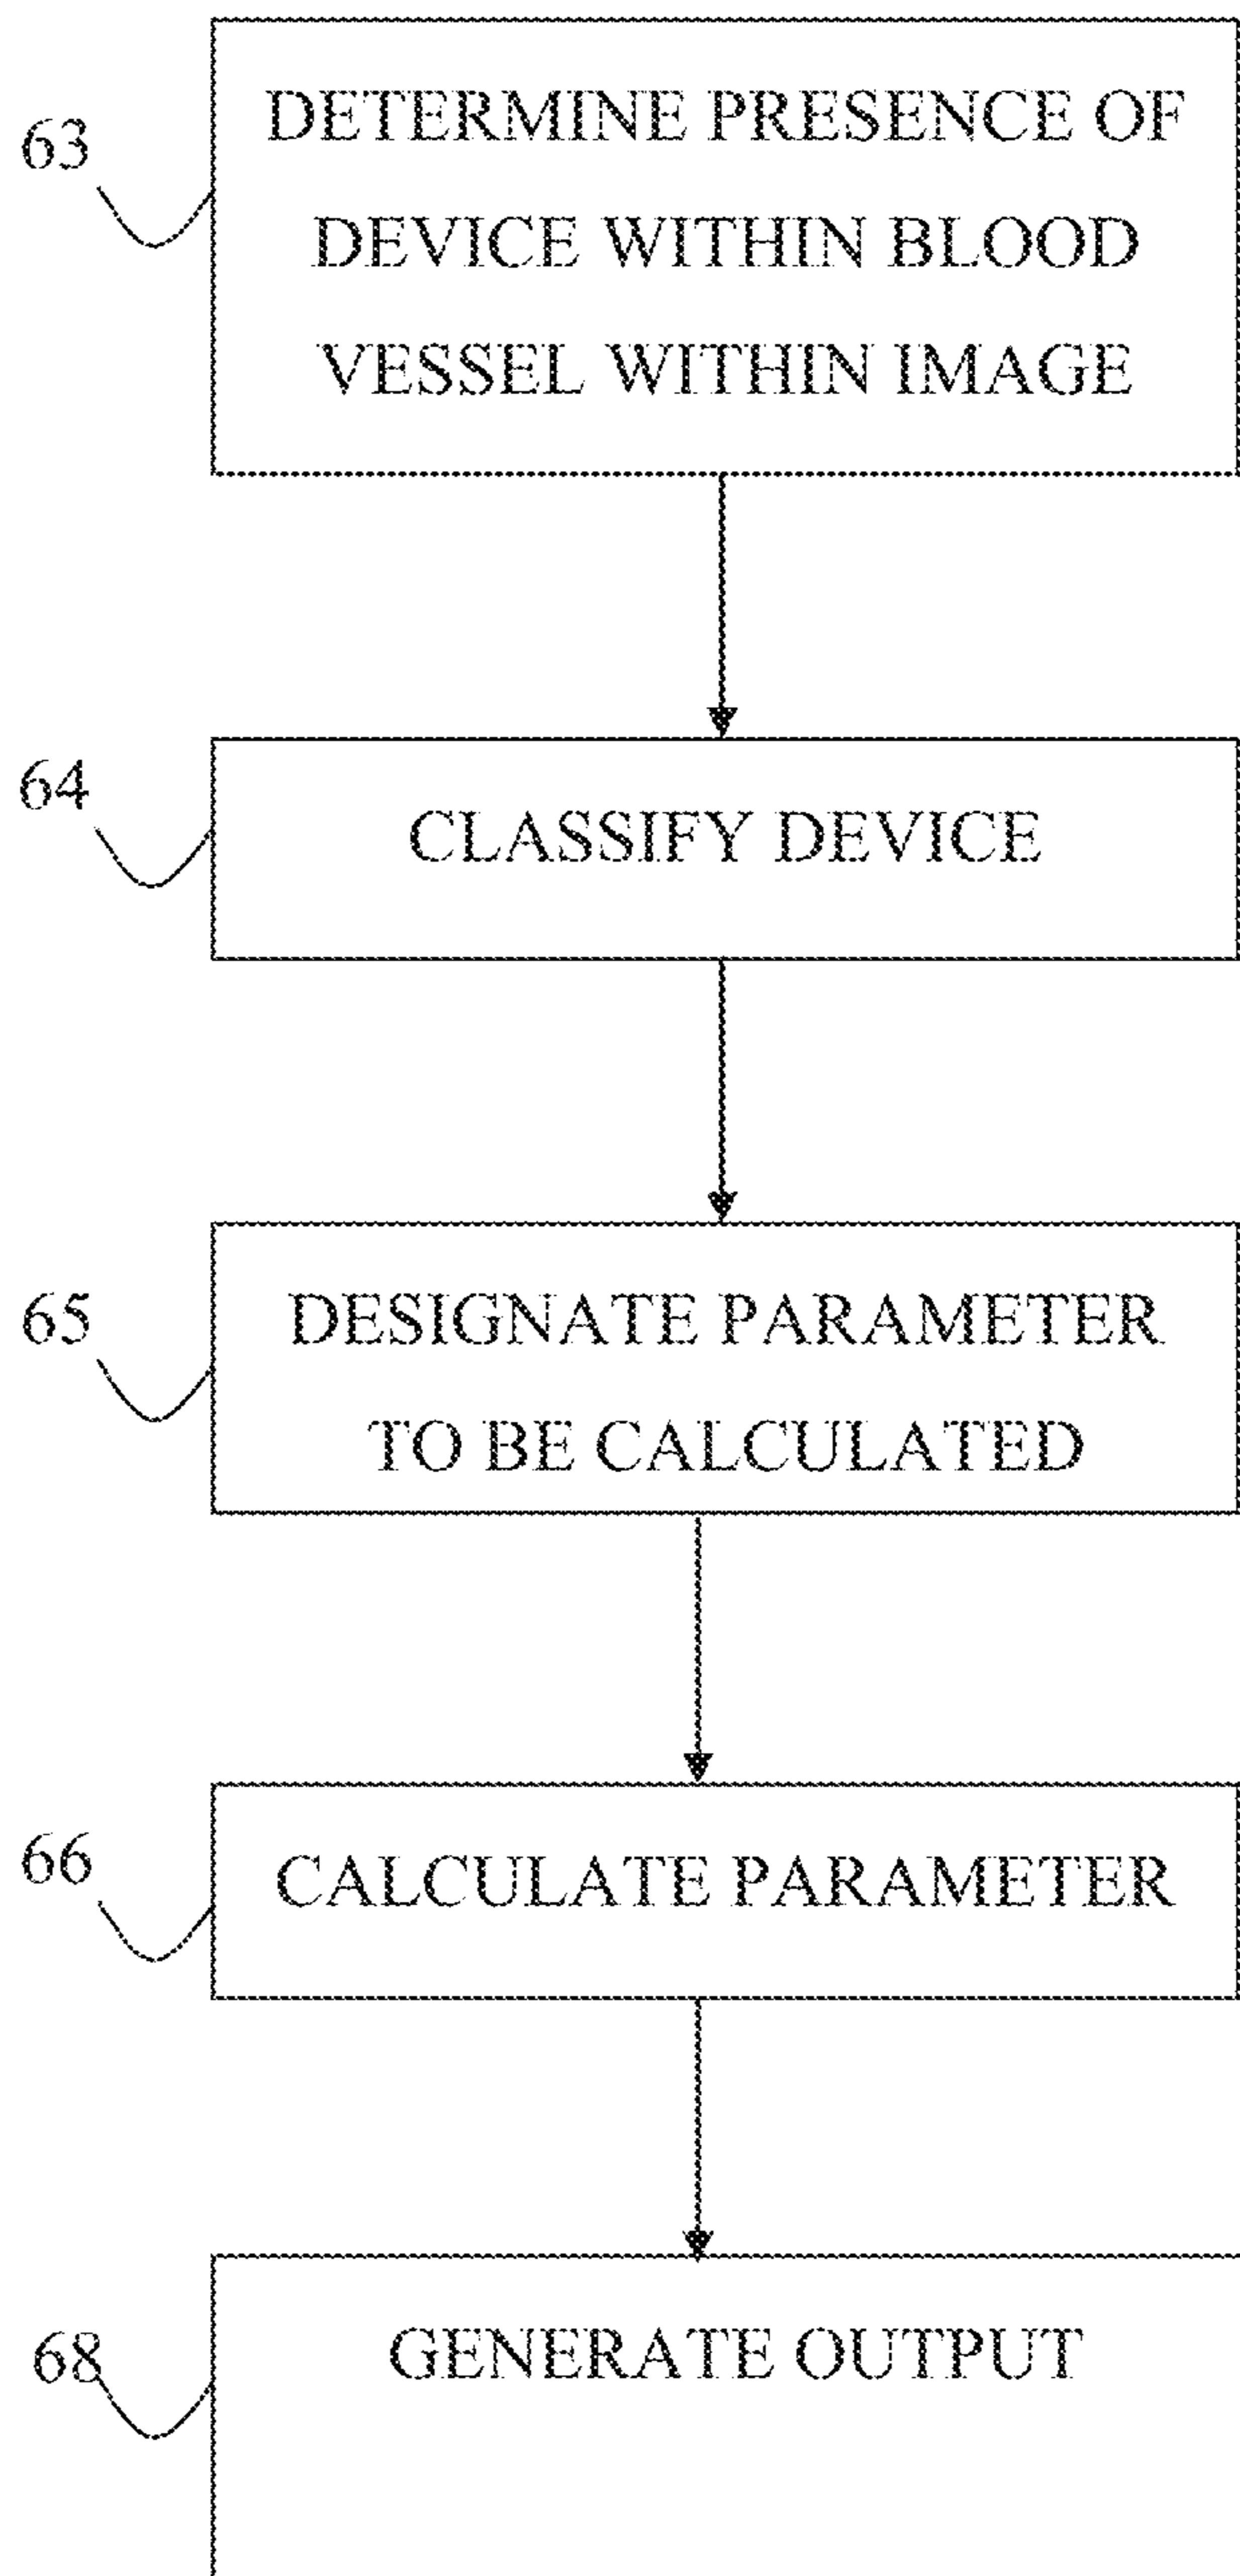 63
DETERMINE PRESENCE OF
DEVICE WITHIN BLOOD
VESSEL WITHIN IMAGE
64
CLASSIFY DEVICE
65
DESIGNATE PARAMETER
TO BE CALCULATED
66
CALCULATE PARAMETER
68
GENERATE OUTPUT